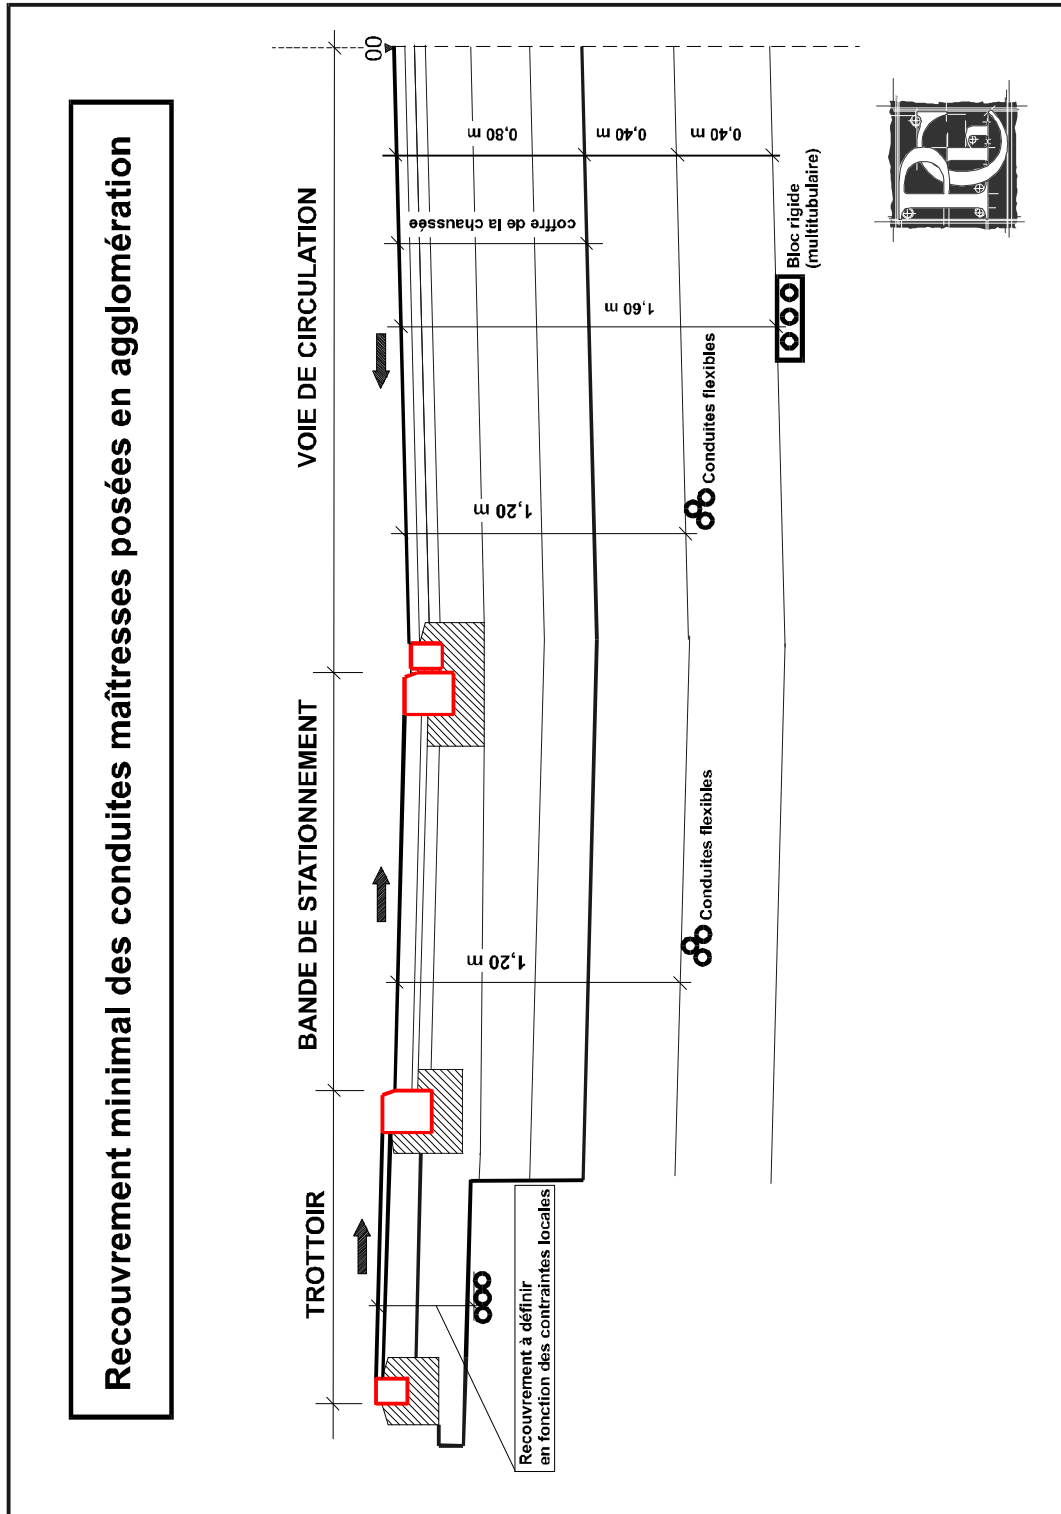 Recouvrement minimal des conduites maîtresses posées en agglomération
TROTTOIR
BANDE DE STATIONNEMENT
VOIE DE CIRCULATION
00
0,80 m
0,40 m
0,40 m
coffre de la chaussée
1,60 m
1,20 m
1,20 m
Bloc rigide
(multitubulaire)
Conduites flexibles
Conduites flexibles
Recouvrement à définir
en fonction des contraintes locales
PCh